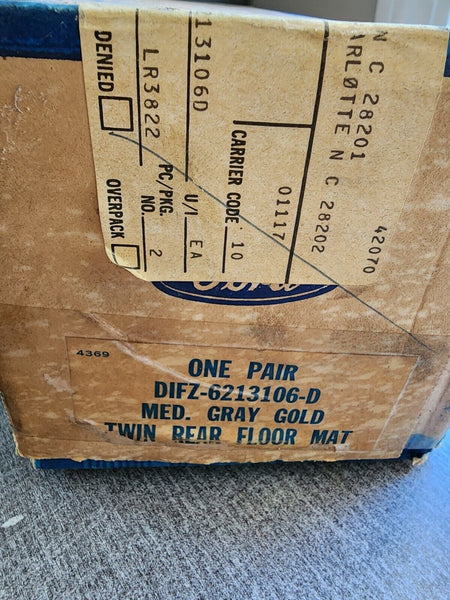 N C 28201
ARLØTTE N C 28202
42070
13106D
CARRIER CODE 10
01117
LR3822
U/I EA
PC/PKG. NO. 2
DENIED
OVERPACK
Ford
4369
ONE PAIR
DIFZ-6213106-D
MED. GRAY GOLD
TWIN REAR FLOOR MAT